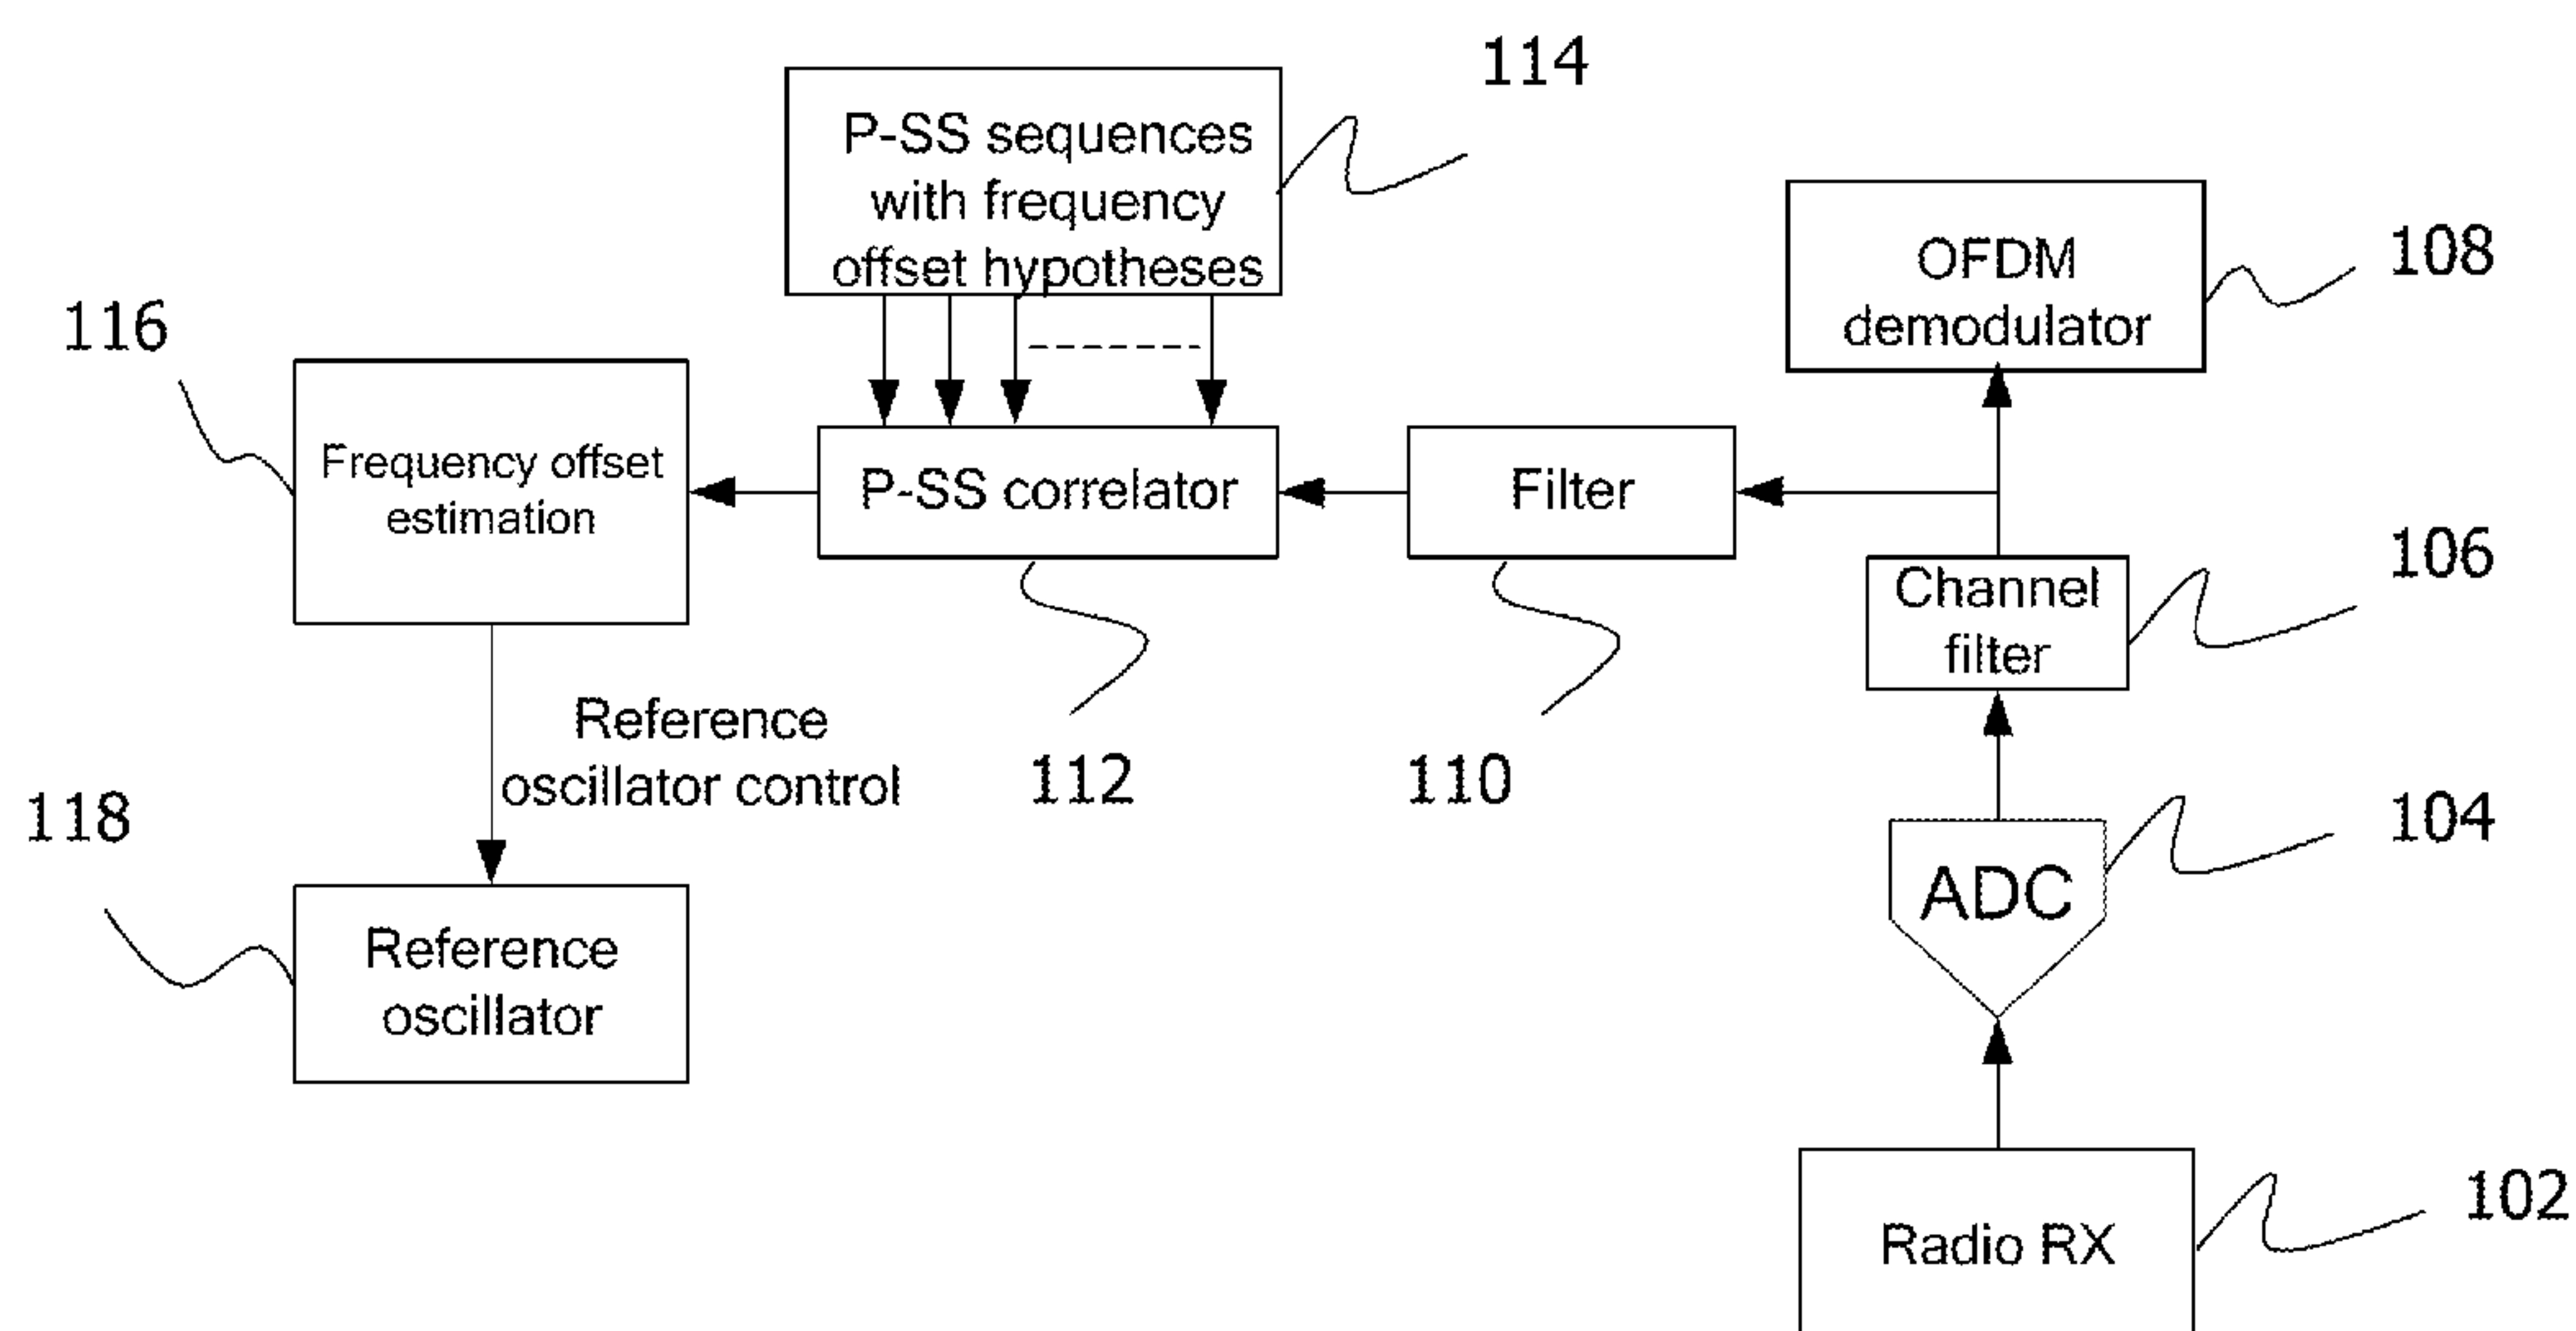 114
P-SS sequences
with frequency
offset hypotheses
OFDM
demodulator
108
116
Frequency offset
estimation
P-SS correlator
Filter
106
Channel
filter
Reference
oscillator control
112
110
104
118
ADC
Reference
oscillator
102
Radio RX